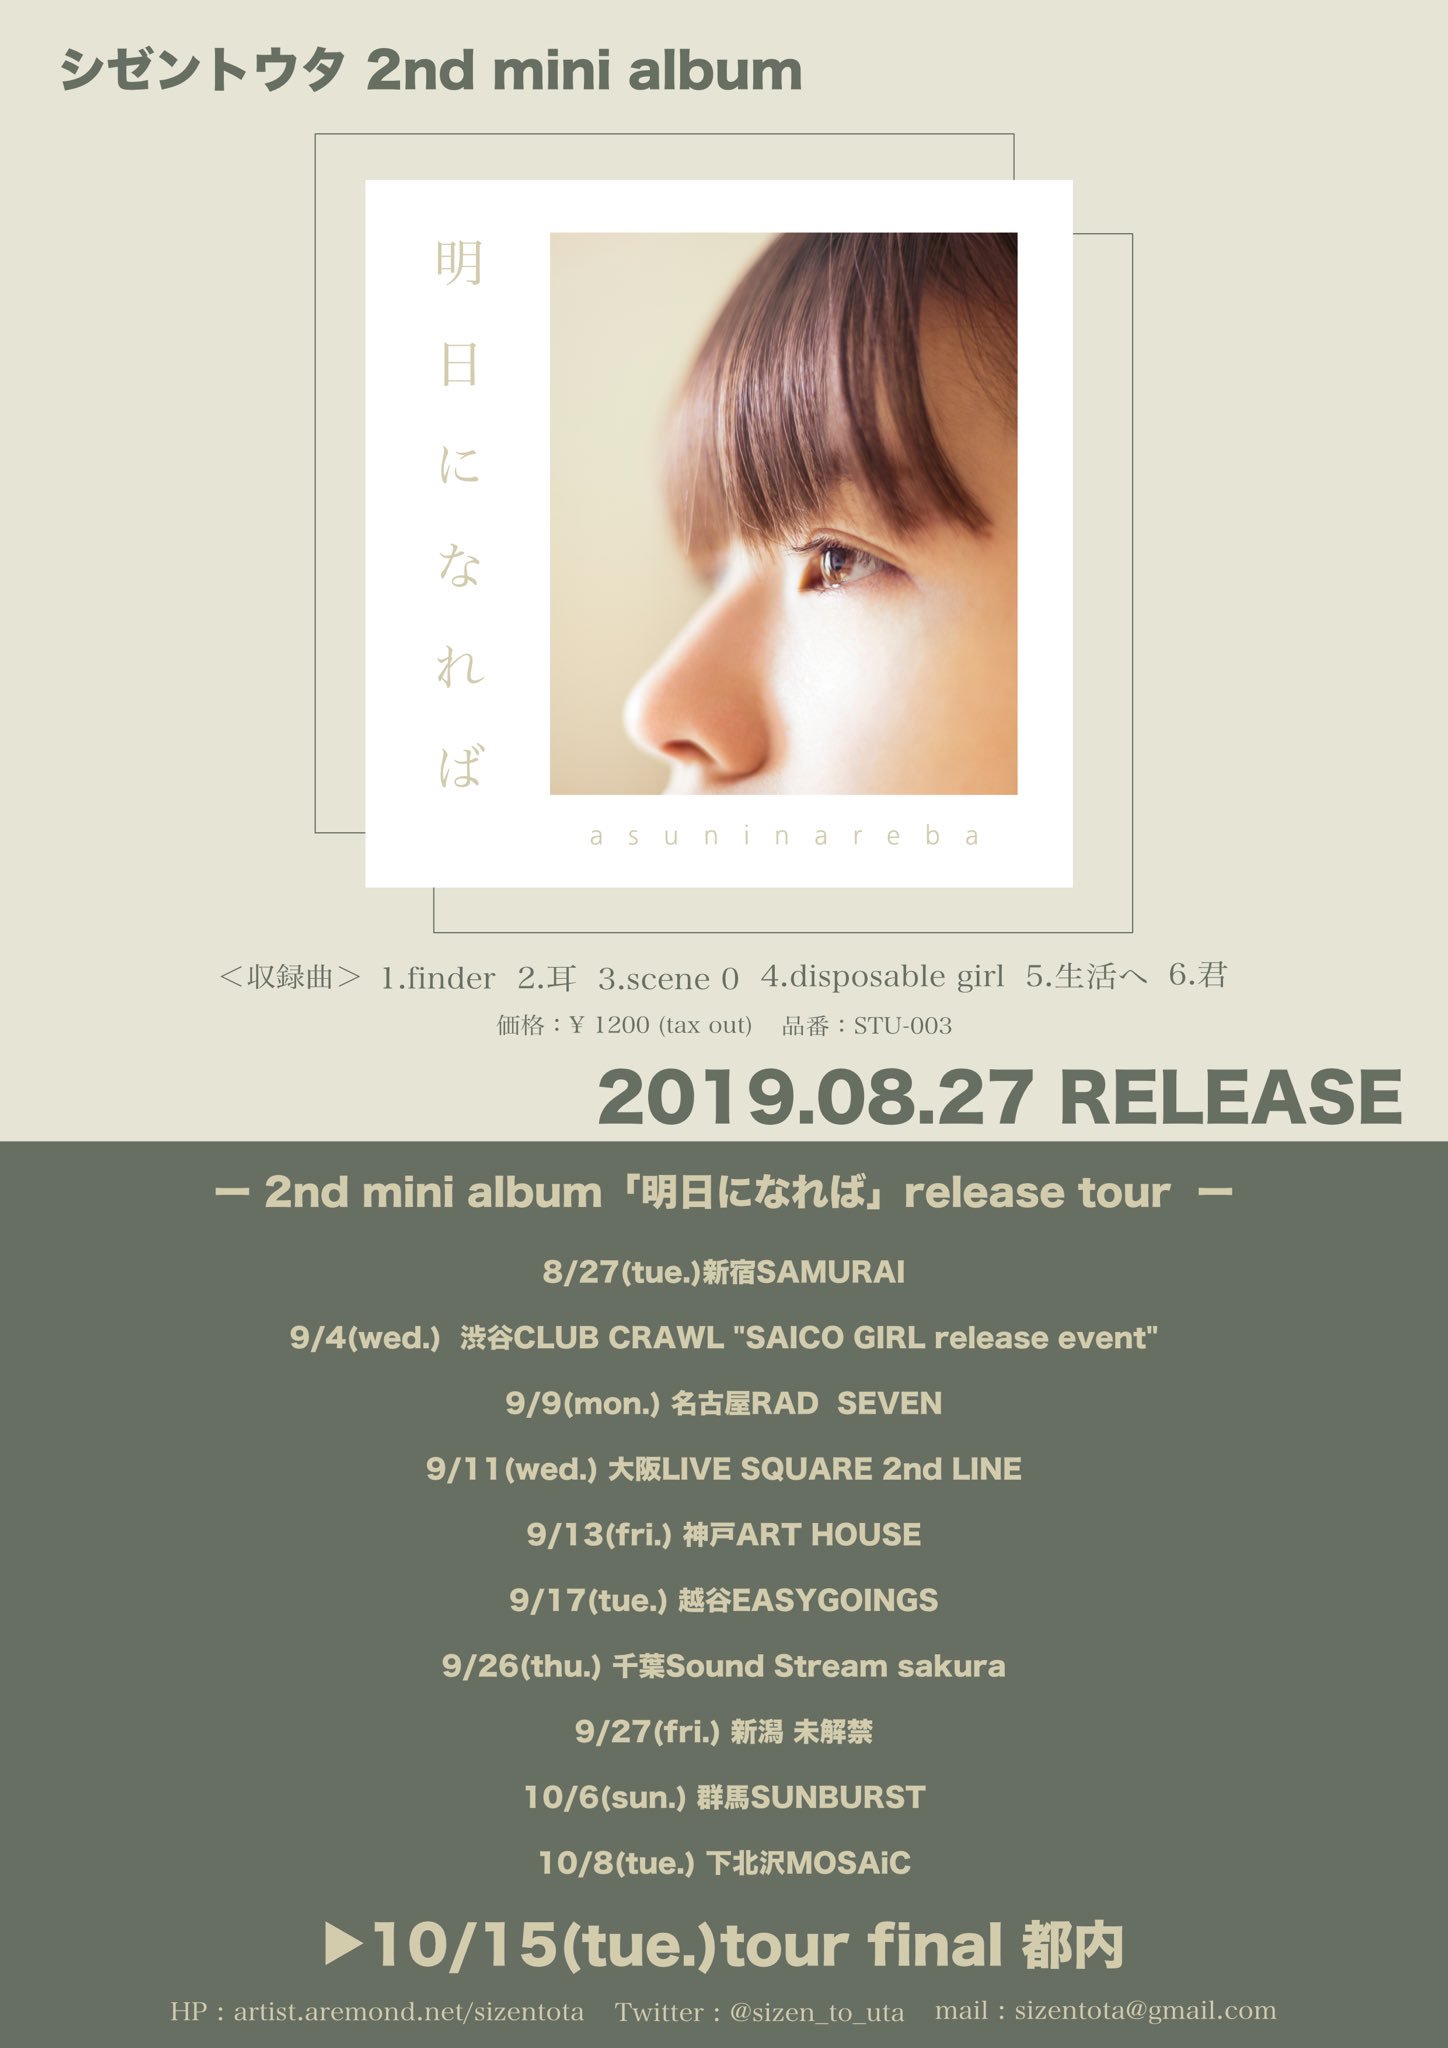 シゼントウタ 2nd mini album
明日になれば
asuninareba
＜収録曲＞ 1.finder 2.耳 3.scene 0 4.disposable girl 5.生活へ 6.君
価格：¥ 1200 (tax out) 品番：STU-003
2019.08.27 RELEASE
ー 2nd mini album「明日になれば」release tour ー
8/27(tue.)新宿SAMURAI
9/4(wed.) 渋谷CLUB CRAWL "SAICO GIRL release event"
9/9(mon.) 名古屋RAD SEVEN
9/11(wed.) 大阪LIVE SQUARE 2nd LINE
9/13(fri.) 神戸ART HOUSE
9/17(tue.) 越谷EASYGOINGS
9/26(thu.) 千葉Sound Stream sakura
9/27(fri.) 新潟 未解禁
10/6(sun.) 群馬SUNBURST
10/8(tue.) 下北沢MOSAiC
▶10/15(tue.)tour final 都内
HP : artist.aremond.net/sizentota Twitter : @sizen_to_uta mail : sizentota@gmail.com